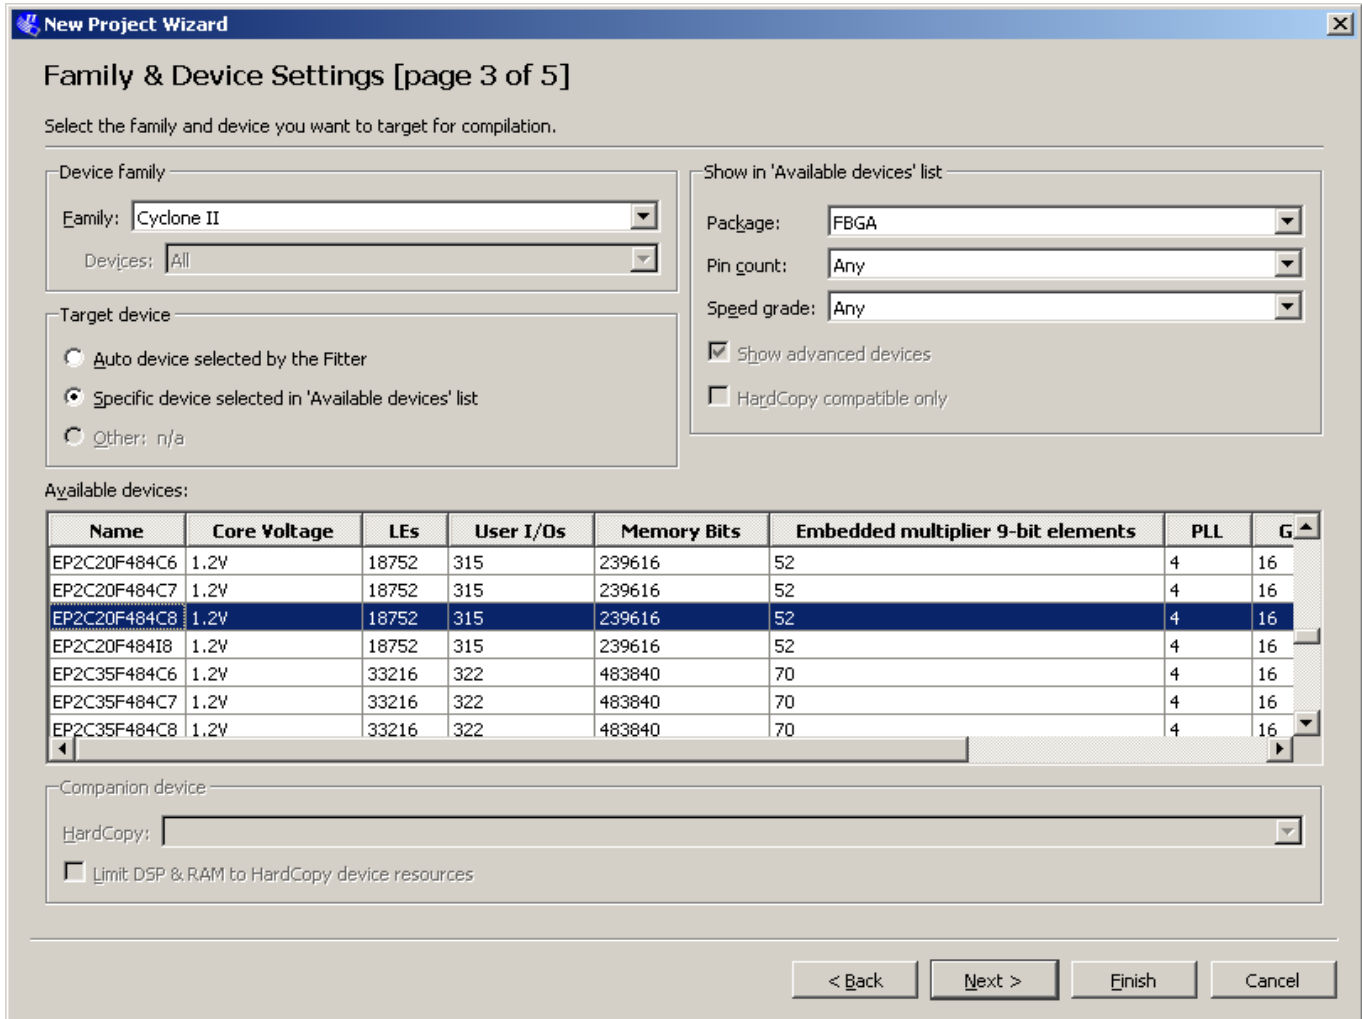 New Project Wizard
Family & Device Settings [page 3 of 5]
Select the family and device you want to target for compilation.
Device family
Family: Cyclone II
Devices: All
Target device
Auto device selected by the Fitter
Specific device selected in 'Available devices' list
Other: n/a
Show in 'Available devices' list
Package: FBGA
Pin count: Any
Speed grade: Any
Show advanced devices
HardCopy compatible only
Available devices:
Name Core Voltage LEs User I/Os Memory Bits Embedded multiplier 9-bit elements PLL G
EP2C20F484C6 1.2V 18752 315 239616 52 4 16
EP2C20F484C7 1.2V 18752 315 239616 52 4 16
EP2C20F484C8 1.2V 18752 315 239616 52 4 16
EP2C20F484I8 1.2V 18752 315 239616 52 4 16
EP2C35F484C6 1.2V 33216 322 483840 70 4 16
EP2C35F484C7 1.2V 33216 322 483840 70 4 16
EP2C35F484C8 1.2V 33216 322 483840 70 4 16
Companion device
HardCopy:
Limit DSP & RAM to HardCopy device resources
< Back Next > Finish Cancel